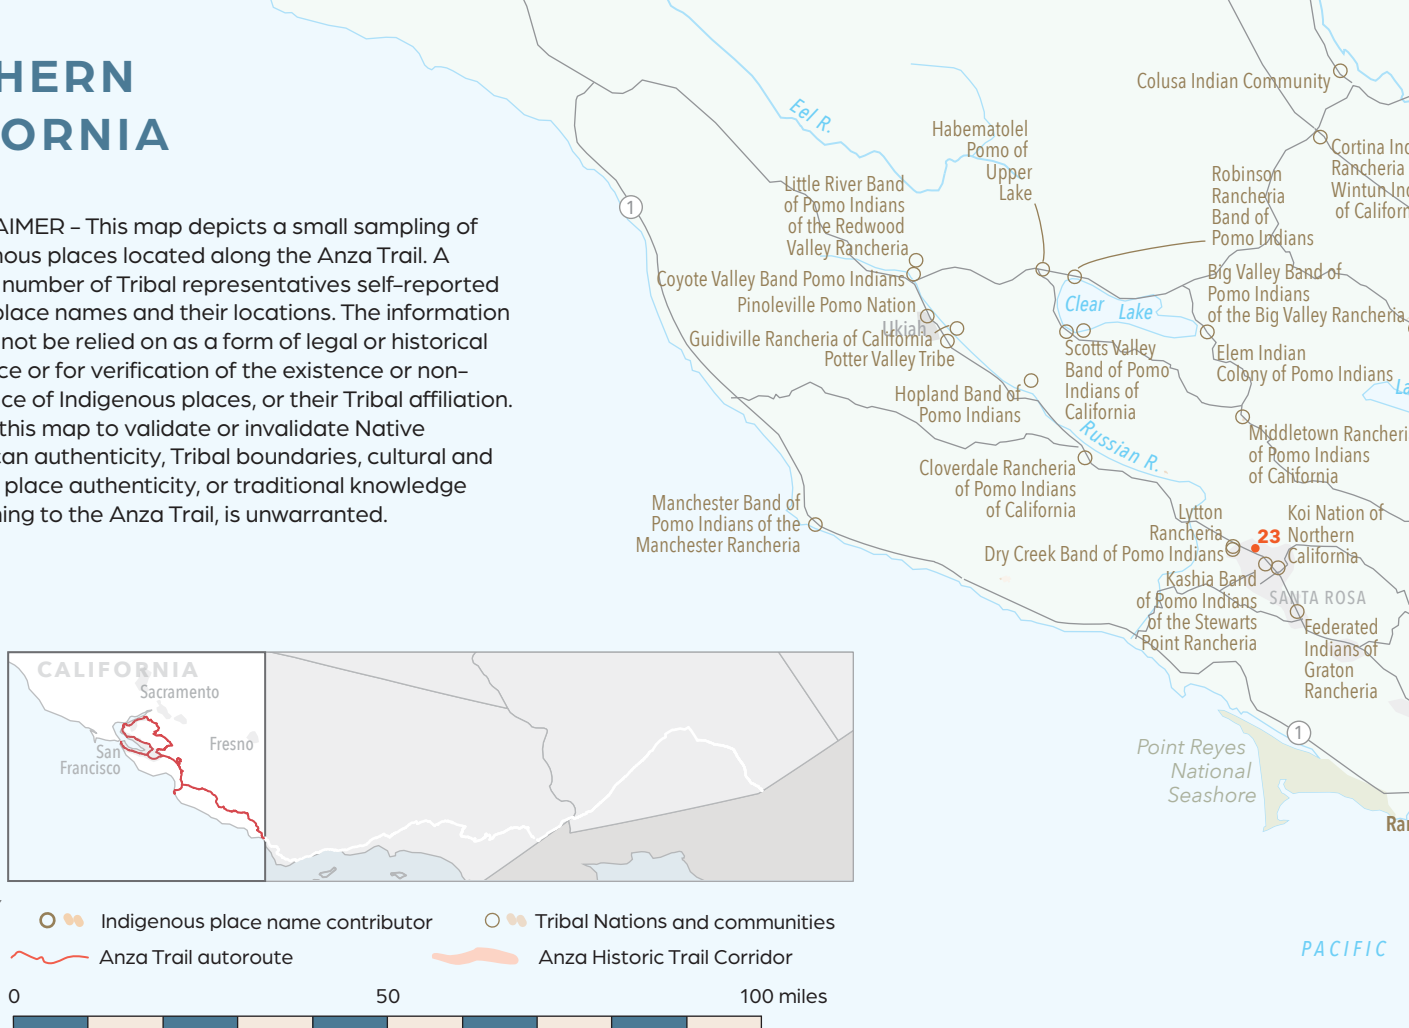 HERN
ORNIA
AIMER – This map depicts a small sampling of
nous places located along the Anza Trail. A
number of Tribal representatives self-reported
place names and their locations. The information
not be relied on as a form of legal or historical
ce or for verification of the existence or non-
ce of Indigenous places, or their Tribal affiliation.
this map to validate or invalidate Native
can authenticity, Tribal boundaries, cultural and
place authenticity, or traditional knowledge
ning to the Anza Trail, is unwarranted.
Eel R.
Colusa Indian Community
Habematolel
Pomo of
Upper
Lake
Cortina Ind
Rancheria
Wintun Ind
of Californ
Robinson
Rancheria
Band of
Pomo Indians
Little River Band
of Pomo Indians
of the Redwood
Valley Rancheria
1
Coyote Valley Band Pomo Indians
Pinoleville Pomo Nation
Ukiah
Guidiville Rancheria of California
Potter Valley Tribe
Clear Lake
Big Valley Band of
Pomo Indians
of the Big Valley Rancheria
Scotts Valley
Band of Pomo
Indians of
California
Elem Indian
Colony of Pomo Indians
La
Hopland Band of
Pomo Indians
Russian R.
Middletown Rancheri
of Pomo Indians
of California
Cloverdale Rancheria
of Pomo Indians
of California
Manchester Band of
Pomo Indians of the
Manchester Rancheria
Lytton
Rancheria
23
Koi Nation of
Northern
California
Dry Creek Band of Pomo Indians
Kashia Band
of Pomo Indians
of the Stewarts
Point Rancheria
SANTA ROSA
Federated
Indians of
Graton
Rancheria
1
Point Reyes
National
Seashore
Ran
PACIFIC
CALIFORNIA
Sacramento
San
Francisco
Fresno
Indigenous place name contributor
Tribal Nations and communities
Anza Trail autoroute
Anza Historic Trail Corridor
0 50 100 miles